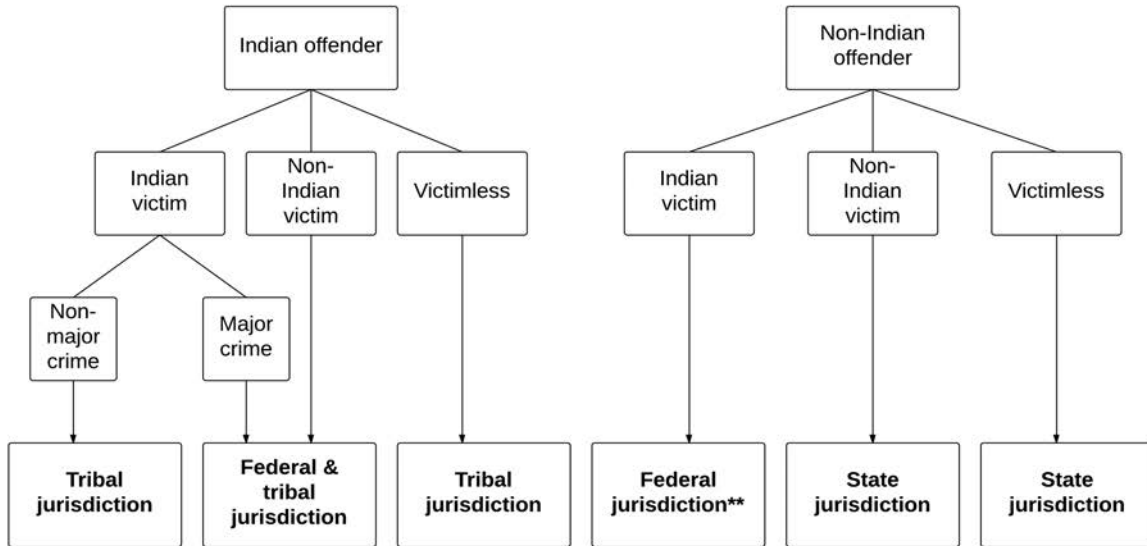 Indian offender
Non-Indian
offender
Indian
victim
Non-
Indian
victim
Victimless
Indian
victim
Non-
Indian
victim
Victimless
Non-
major
crime
Major
crime
Tribal
jurisdiction
Federal &
tribal
jurisdiction
Tribal
jurisdiction
Federal
jurisdiction**
State
jurisdiction
State
jurisdiction